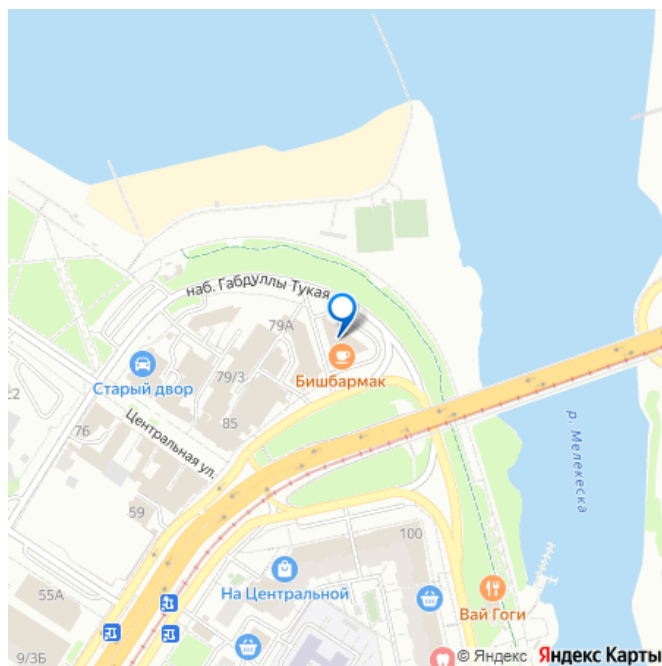 наб. Габдуллы Тукая
79А
Бишбармак
Старый двор
79/3
85
Центральная ул.
76
59
р. Мелекеска
100
На Центральной
Вай Гоги
55А
9/3Б
© Яндекс Яндекс Карты